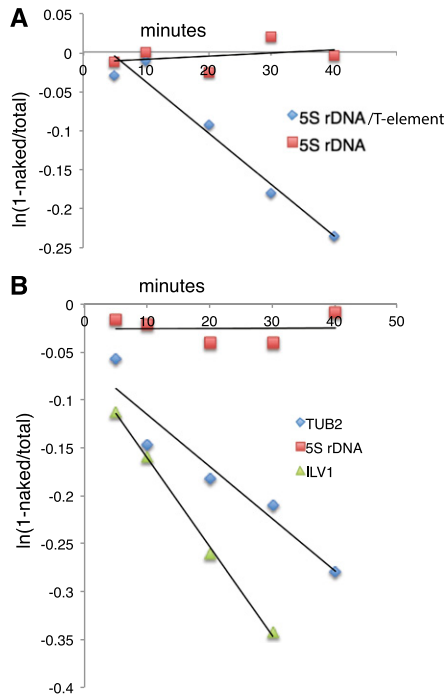 A
minutes
0.05
0
-0.05
-0.1
-0.15
-0.2
-0.25
0
10
20
30
40
50
ln(1-naked/total)
5S rDNA/T-element
5S rDNA
B
minutes
0
-0.05
-0.1
-0.15
-0.2
-0.25
-0.3
-0.35
-0.4
0
10
20
30
40
50
ln(1-naked/total)
TUB2
5S rDNA
ILV1